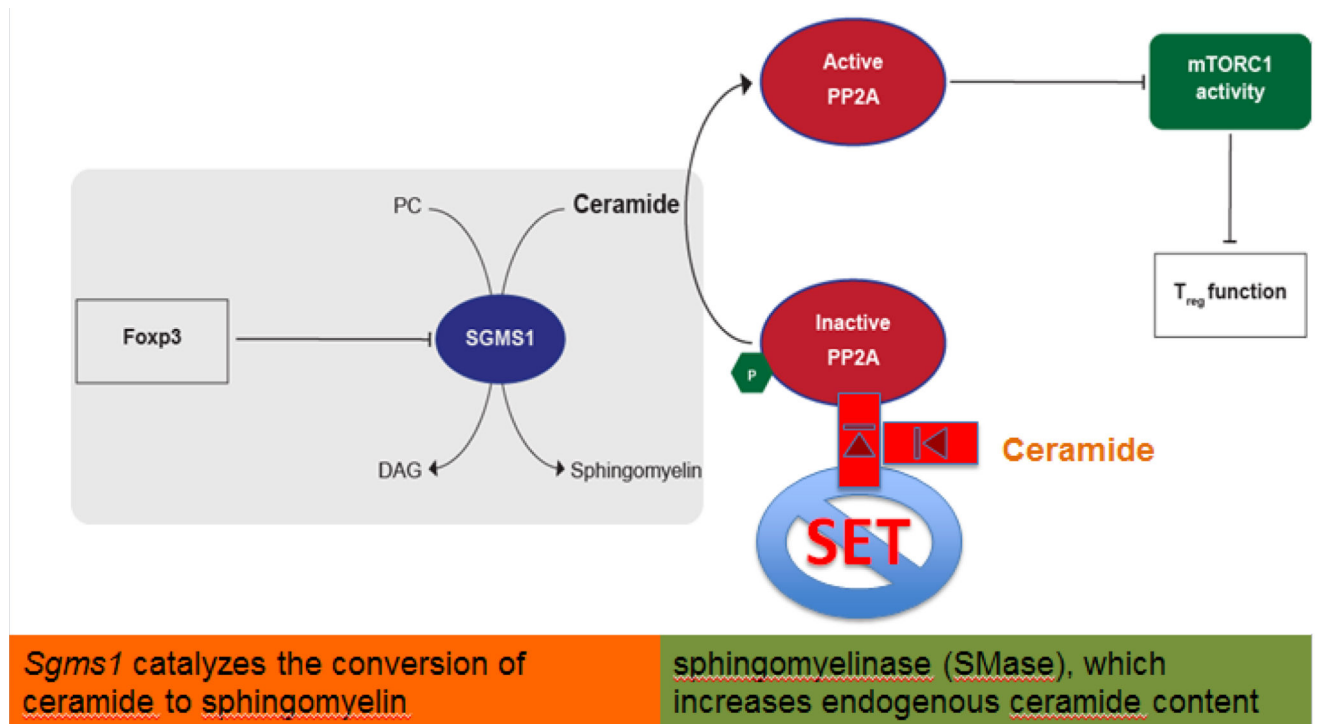 Active
PP2A
mTORC1
activity
PC
Ceramide
Foxp3
SGMS1
Inactive
PP2A
P
T reg function
DAG
Sphingomyelin
Ceramide
SET
Sgms1 catalyzes the conversion of
ceramide to sphingomyelin
sphingomyelinase (SMase), which
increases endogenous ceramide content